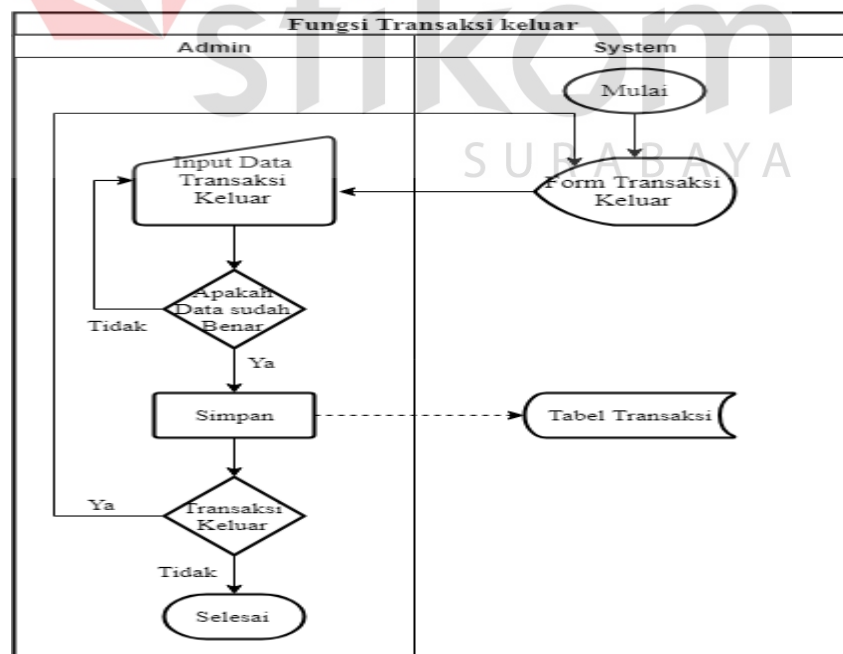 stikom
SURABAYA
Fungsi Transaksi keluar
Admin
System
Mulai
Form Transaksi
Keluar
Input Data
Transaksi
Keluar
Apakah
Data sudah
Benar
Tidak
Ya
Simpan
Tabel Transaksi
Transaksi
Keluar
Ya
Tidak
Selesai